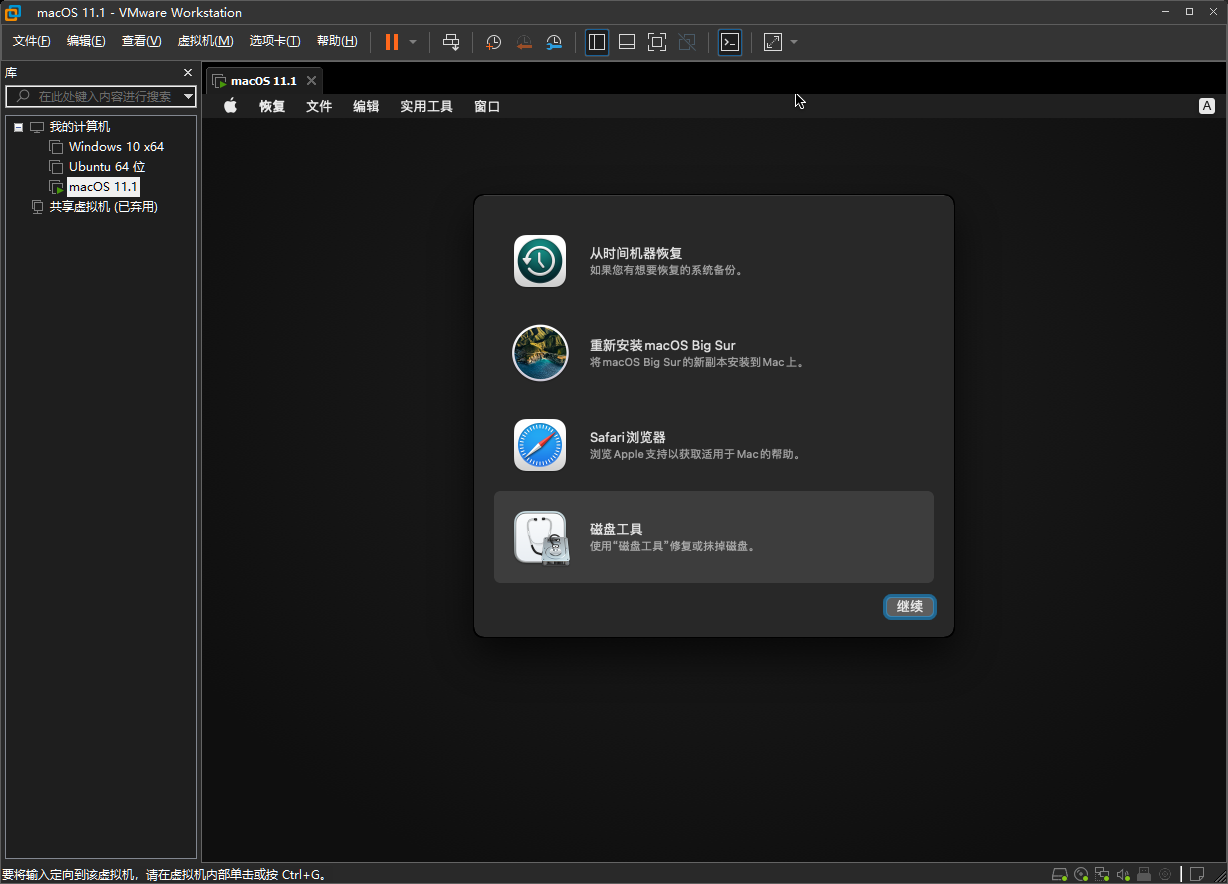 macOS 11.1 - VMware Workstation
文件(F) 编辑(E) 查看(V) 虚拟机(M) 选项卡(T) 帮助(H)
库
在此处键入内容进行搜索
我的计算机
Windows 10 x64
Ubuntu 64 位
macOS 11.1
共享虚拟机 (已弃用)
macOS 11.1
恢复 文件 编辑 实用工具 窗口 A
从时间机器恢复
如果您有想要恢复的系统备份。
重新安装macOS Big Sur
将macOS Big Sur的新副本安装到Mac上。
Safari浏览器
浏览Apple支持以获取适用于Mac的帮助。
磁盘工具
使用“磁盘工具”修复或抹掉磁盘。
继续
要将输入定向到该虚拟机，请在虚拟机内部单击或按 Ctrl+G。